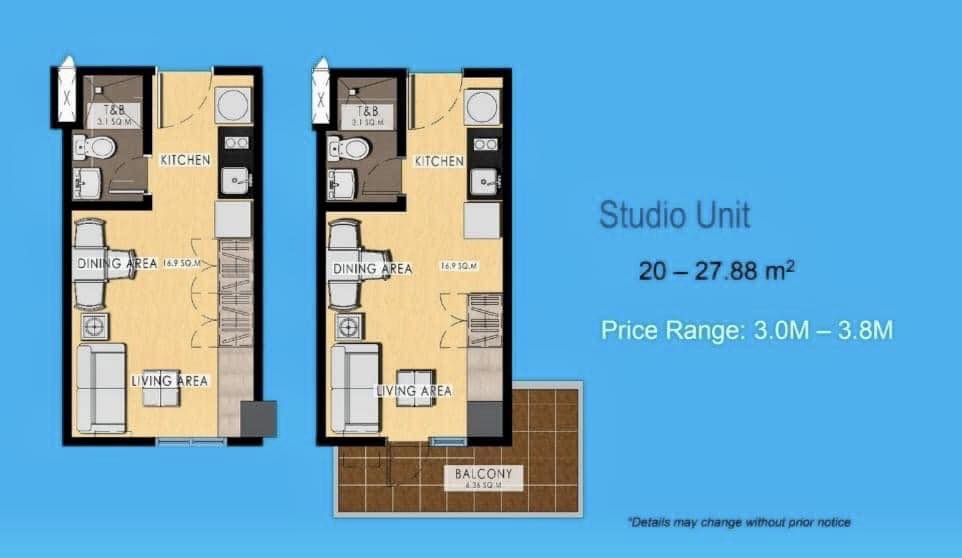 X
T&B
3.1 SQ.M
KITCHEN
DINING AREA 16.9 SQ.M
LIVING AREA
X
T&B
3.1 SQ.M
KITCHEN
DINING AREA 16.9 SQ.M
LIVING AREA
BALCONY
6.36 SQ.M
Studio Unit
20 – 27.88 m²
Price Range: 3.0M – 3.8M
"Details may change without prior notice